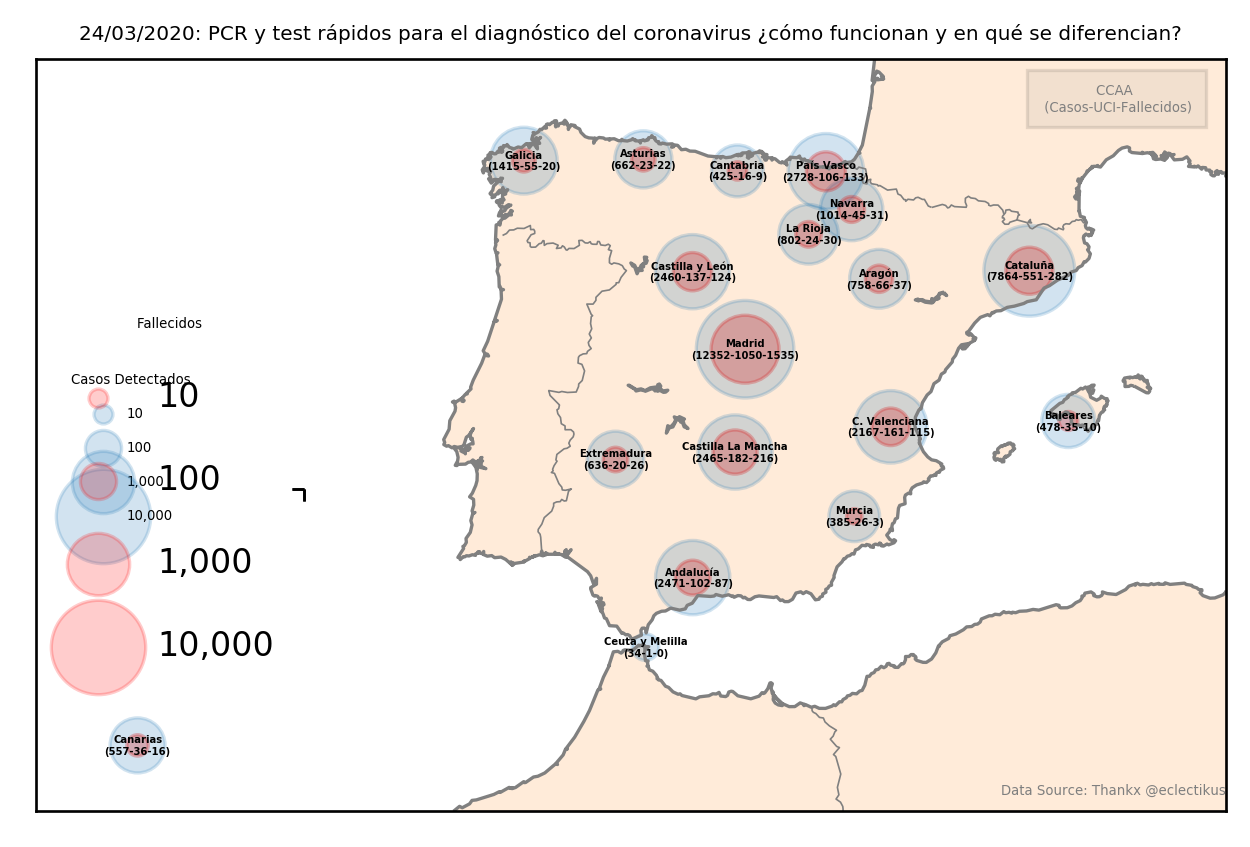 24/03/2020: PCR y test rápidos para el diagnóstico del coronavirus ¿cómo funcionan y en qué se diferencian?
CCAA
(Casos-UCI-Fallecidos)
Galicia
(1415-55-20)
Asturias
(662-23-22)
Cantabria
(425-16-9)
País Vasco
(2728-106-133)
Navarra
(1014-45-31)
La Rioja
(802-24-30)
Castilla y León
(2460-137-124)
Aragón
(758-66-37)
Cataluña
(7864-551-282)
Madrid
(12352-1050-1535)
Fallecidos
Casos Detectados
10
10
100
1,000
100
10,000
1,000
10,000
C. Valenciana
(2167-161-115)
Baleares
(478-35-10)
Extremadura
(636-20-26)
Castilla La Mancha
(2465-182-216)
Murcia
(385-26-3)
Andalucía
(2471-102-87)
Ceuta y Melilla
(34-1-0)
Canarias
(557-36-16)
Data Source: Thankx @eclectikus